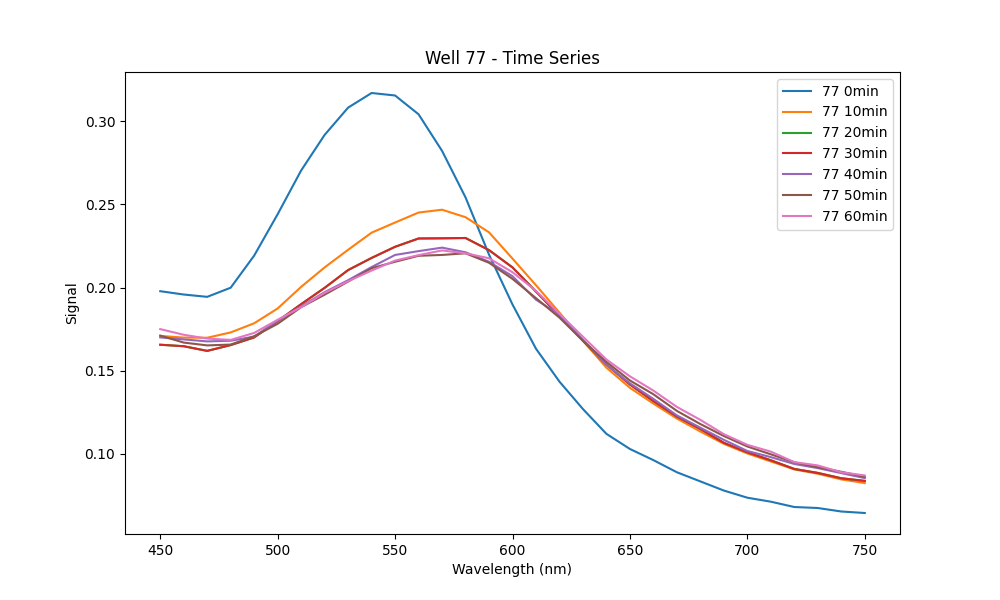 Well 77 - Time Series
77 0min
77 10min
77 20min
77 30min
77 40min
77 50min
77 60min
Signal
0.30
0.25
0.20
0.15
0.10
450 500 550 600 650 700 750
Wavelength (nm)